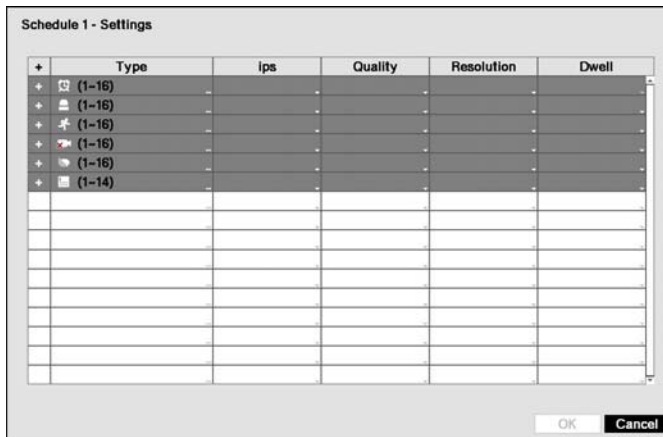 Schedule 1 - Settings
+ Type ips Quality Resolution Dwell
+ (1-16)
+ (1-16)
+ (1-16)
+ (1-16)
+ (1-16)
+ (1-14)
OK Cancel